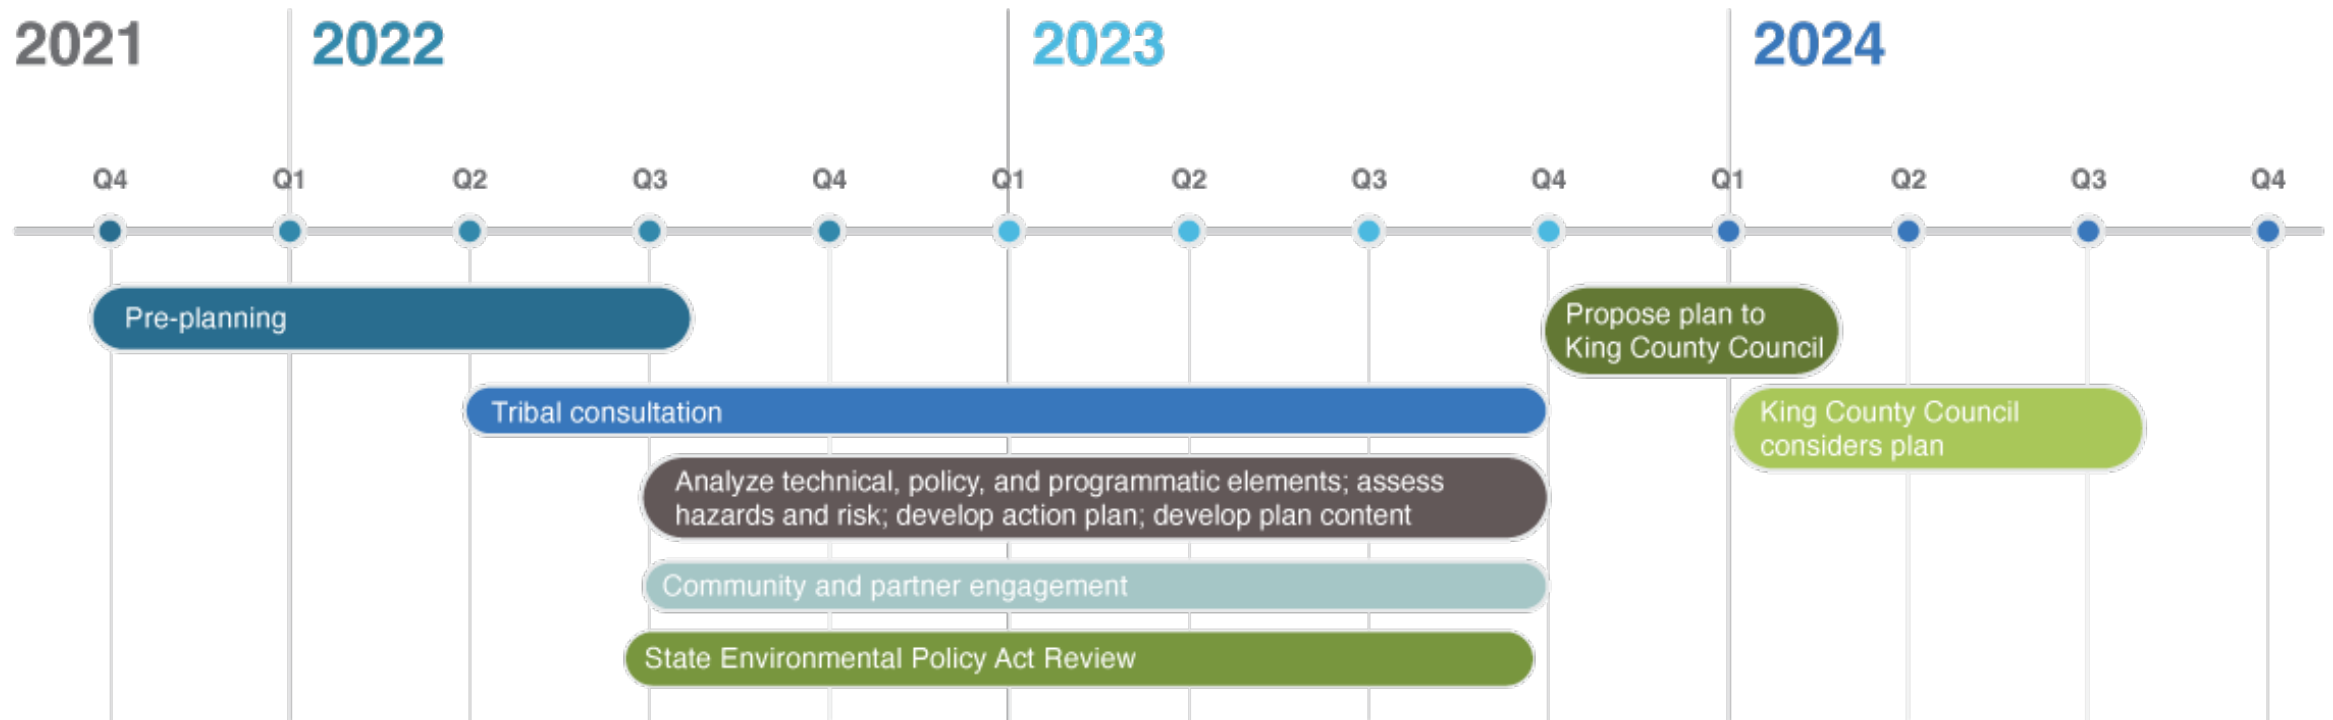 2021 2022 2023 2024
Q4 Q1 Q2 Q3 Q4 Q1 Q2 Q3 Q4 Q1 Q2 Q3 Q4
Pre-planning
Propose plan to
King County Council
Tribal consultation
King County Council
considers plan
Analyze technical, policy, and programmatic elements; assess
hazards and risk; develop action plan; develop plan content
Community and partner engagement
State Environmental Policy Act Review